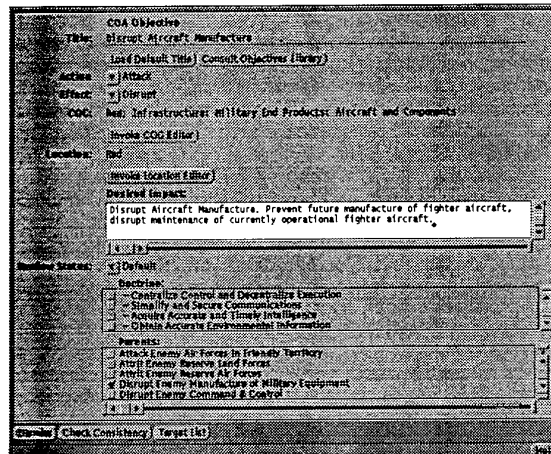 COA Objective
Title: Disrupt Aircraft Manufacture
Load Default Title) Consult Objectives Library)
Action: Attack
Effect: Disrupt
COG: Red; Infrastructure: Military End Products: Aircraft and Components
Invoke COG Editor)
Location: Red
Invoke Location Editor)
Desired Impact:
Disrupt Aircraft Manufacture. Prevent future manufacture of fighter aircraft,
disrupt maintenance of currently operational fighter aircraft.
Review States: Default
Doctrine:
Centralize Control and Decentralize Execution
Simplify and Secure Communications
Acquire Accurate and Timely Intelligence
Obtain Accurate Environmental Information
Parents:
Attack Enemy Air Forces in Friendly Territory
Attrit Enemy Reserve Land Forces
Attrit Enemy Reserve Air Forces
Disrupt Enemy Manufacture of Military Equipment
Disrupt Enemy Command & Control
Dismiss) Check Consistency) Target list)